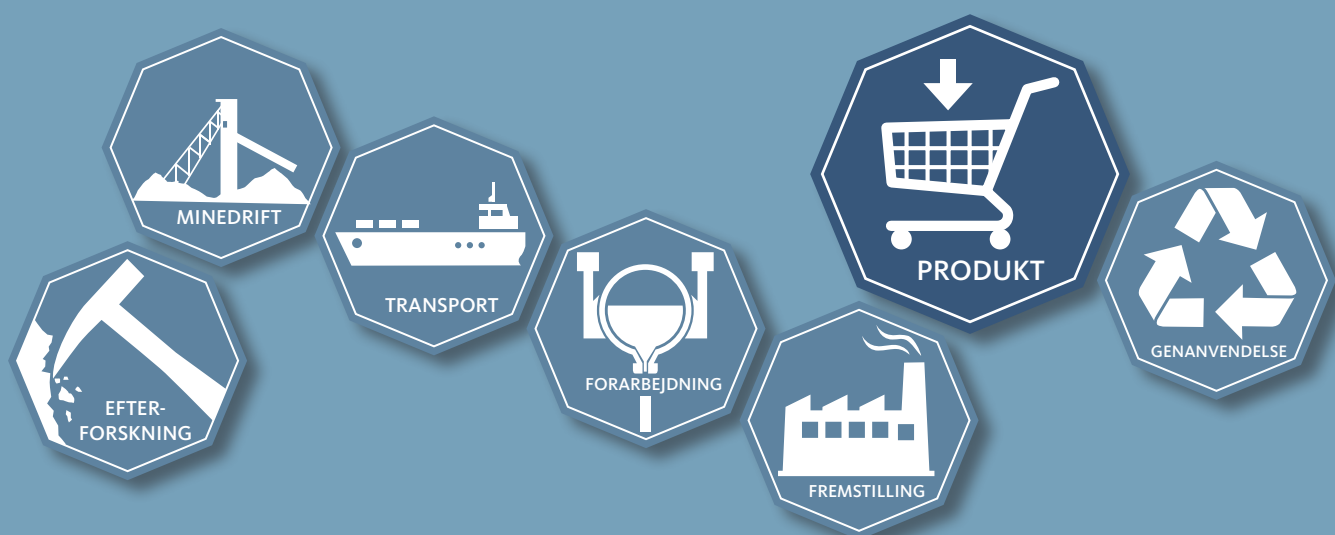 EFTER-
FORSKNING
MINEDRIFT
TRANSPORT
FORARBEJDNING
FREMSTILLING
PRODUKT
GENANVENDELSE